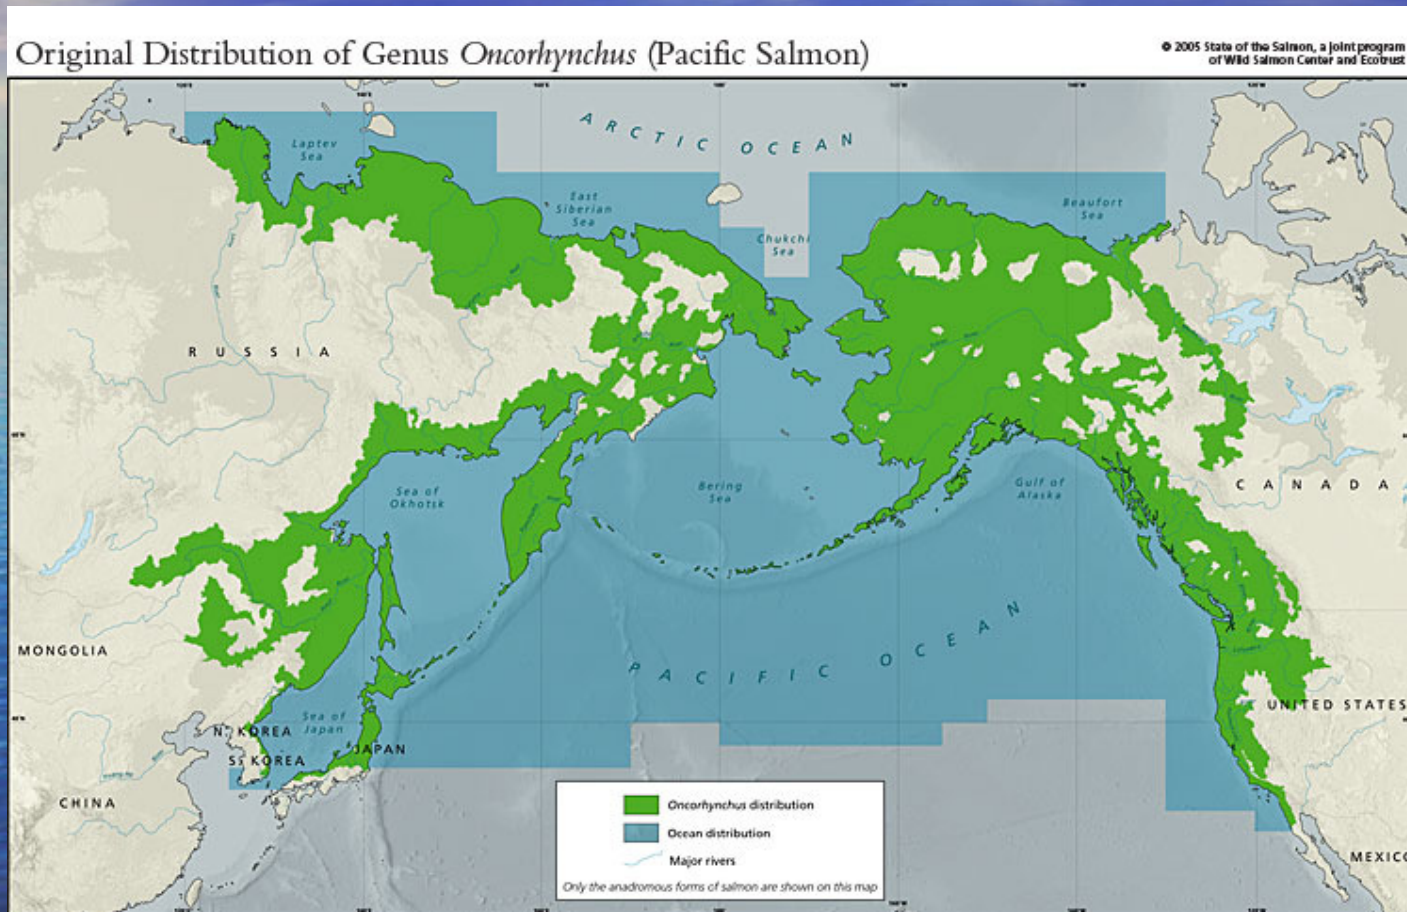 Original Distribution of Genus Oncorhynchus (Pacific Salmon)
© 2005 State of the Salmon, a joint program
of Wild Salmon Center and Ecotrust
ARCTIC OCEAN
Laptev
Sea
East
Siberian
Sea
Chukchi
Sea
Beaufort
Sea
RUSSIA
Sea of
Okhotsk
Bering
Sea
Gulf of
Alaska
CANADA
PACIFIC OCEAN
MONGOLIA
UNITED STATES
N. KOREA
Sea of
Japan
S. KOREA
JAPAN
CHINA
MEXICO
Oncorhynchus distribution
Ocean distribution
Major rivers
Only the anadromous forms of salmon are shown on this map